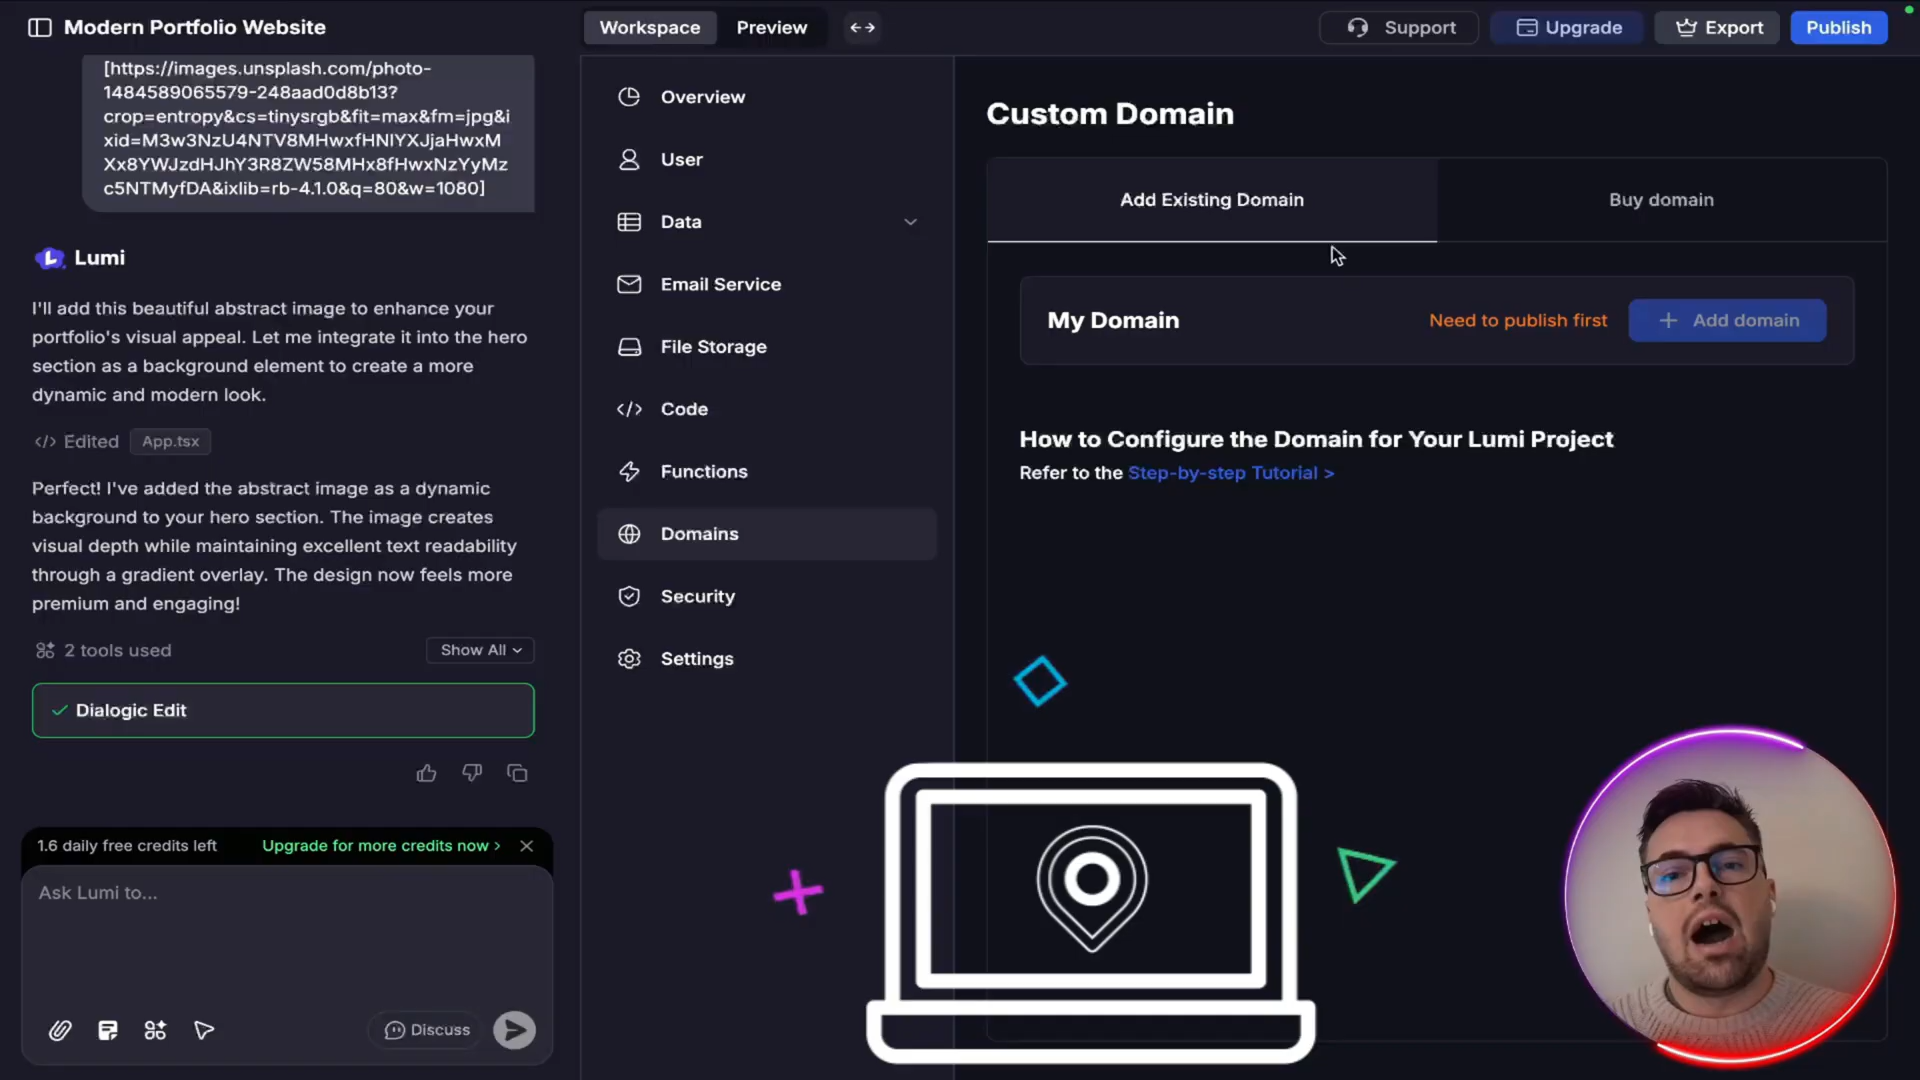 Modern Portfolio Website
Workspace
Preview
Support
Upgrade
Export
Publish
[https://images.unsplash.com/photo-
1484589065579-248aad0d8b13?
crop=entropy&cs=tinysrgb&fit=max&fm=jpg&i
xid=M3w3NzU4NTV8MHwxfHNlYXJjaHwxM
Xx8YWJzdHJhY3R8ZW58MHx8fHwxNzYyMz
c5NTMyfDA&ixlib=rb-4.1.0&q=80&w=1080]
Lumi
I'll add this beautiful abstract image to enhance your
portfolio's visual appeal. Let me integrate it into the hero
section as a background element to create a more
dynamic and modern look.
</> Edited App.tsx
Perfect! I've added the abstract image as a dynamic
background to your hero section. The image creates
visual depth while maintaining excellent text readability
through a gradient overlay. The design now feels more
premium and engaging!
2 tools used
Show All
Dialogic Edit
1.6 daily free credits left
Upgrade for more credits now >
Ask Lumi to...
Discuss
Overview
User
Data
Email Service
File Storage
Code
Functions
Domains
Security
Settings
Custom Domain
Add Existing Domain
Buy domain
My Domain
Need to publish first
+ Add domain
How to Configure the Domain for Your Lumi Project
Refer to the Step-by-step Tutorial >